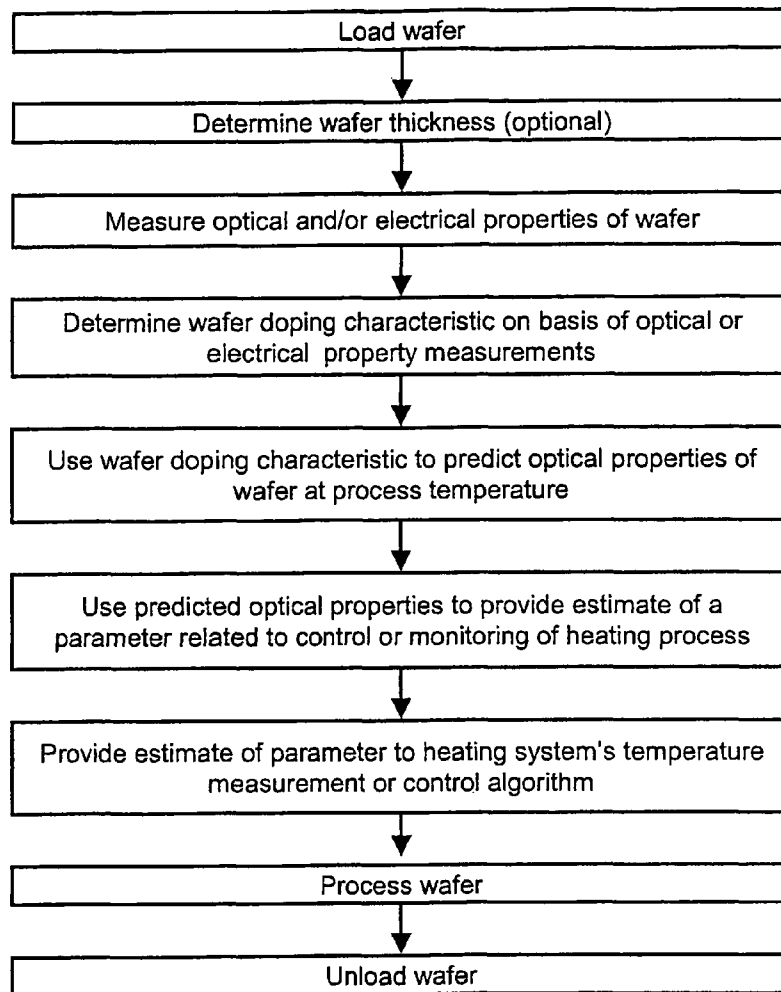 Load wafer
Determine wafer thickness (optional)
Measure optical and/or electrical properties of wafer
Determine wafer doping characteristic on basis of optical or
electrical property measurements
Use wafer doping characteristic to predict optical properties of
wafer at process temperature
Use predicted optical properties to provide estimate of a
parameter related to control or monitoring of heating process
Provide estimate of parameter to heating system's temperature
measurement or control algorithm
Process wafer
Unload wafer